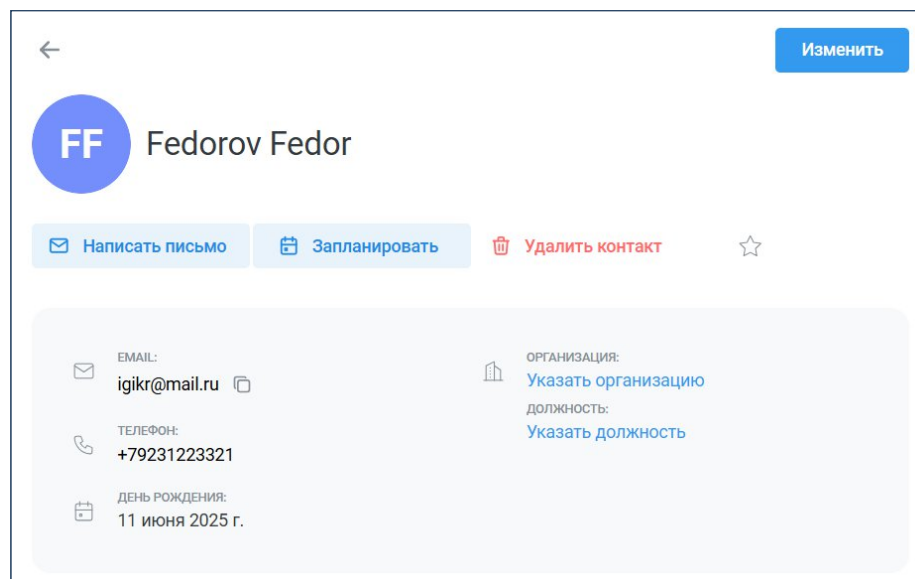 Изменить
FF
Fedorov Fedor
Написать письмо
Запланировать
Удалить контакт
EMAIL:
igikr@mail.ru
ТЕЛЕФОН:
+79231223321
ДЕНЬ РОЖДЕНИЯ:
11 июня 2025 г.
ОРГАНИЗАЦИЯ:
Указать организацию
ДОЛЖНОСТЬ:
Указать должность